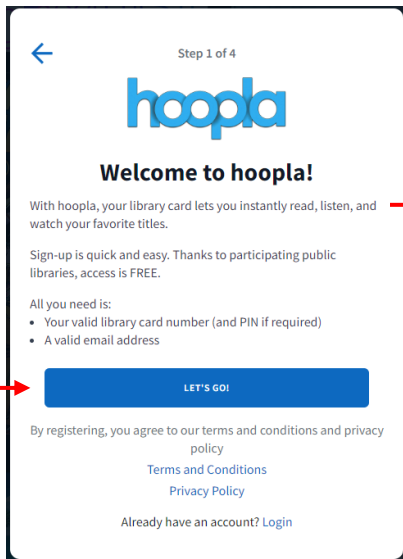 Step 1 of 4
hoopla
Welcome to hoopla!
With hoopla, your library card lets you instantly read, listen, and
watch your favorite titles.
Sign-up is quick and easy. Thanks to participating public
libraries, access is FREE.
All you need is:
• Your valid library card number (and PIN if required)
• A valid email address
LET'S GO!
By registering, you agree to our terms and conditions and privacy
policy
Terms and Conditions
Privacy Policy
Already have an account? Login